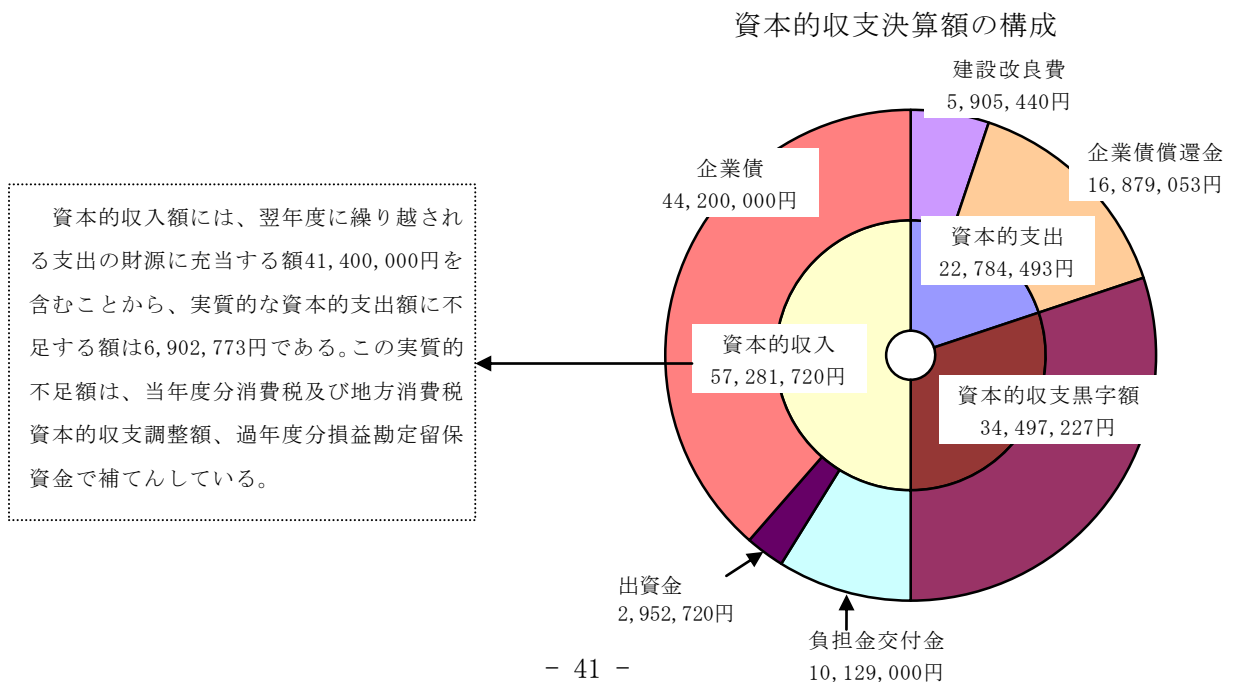 資本的収支決算額の構成
建設改良費
5,905,440円
企業債償還金
16,879,053円
企業債
44,200,000円
資本的支出
22,784,493円
資本的収入額には、翌年度に繰り越され
る支出の財源に充当する額41,400,000円を
含むことから、実質的な資本的支出額に不
足する額は6,902,773円である。この実質的
不足額は、当年度分消費税及び地方消費税
資本的収支調整額、過年度分損益勘定留保
資金で補てんしている。
資本的収入
57,281,720円
資本的収支黒字額
34,497,227円
出資金
2,952,720円
負担金交付金
10,129,000円
- 41 -